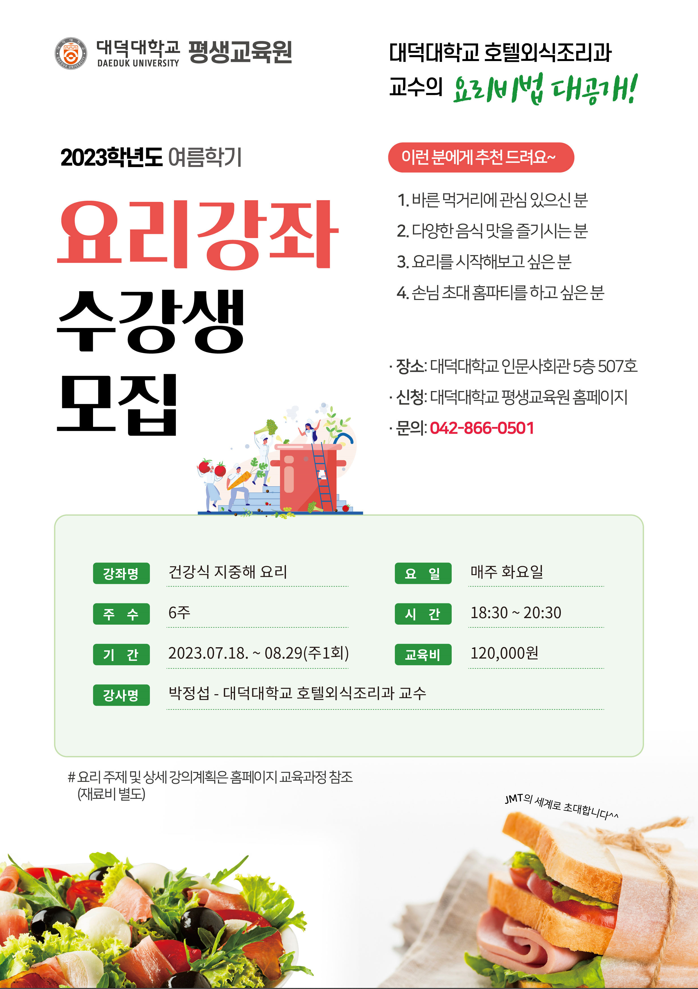 대덕대학교 평생교육원
DAEDUK UNIVERSITY
대덕대학교 호텔외식조리과
교수의 요리비법 대공개!
2023학년도 여름학기
요리강좌
수강생
모집
이런 분에게 추천 드려요~
1. 바른 먹거리에 관심 있으신 분
2. 다양한 음식 맛을 즐기시는 분
3. 요리를 시작해보고 싶은 분
4. 손님 초대 홈파티를 하고 싶은 분
· 장소: 대덕대학교 인문사회관 5층 507호
· 신청: 대덕대학교 평생교육원 홈페이지
· 문의: 042-866-0501
강좌명 건강식 지중해 요리
요 일 매주 화요일
주 수 6주
시 간 18:30 ~ 20:30
기 간 2023.07.18. ~ 08.29(주1회)
교육비 120,000원
강사명 박정섭 - 대덕대학교 호텔외식조리과 교수
# 요리 주제 및 상세 강의계획은 홈페이지 교육과정 참조
(재료비 별도)
JMT의 세계로 초대합니다^^